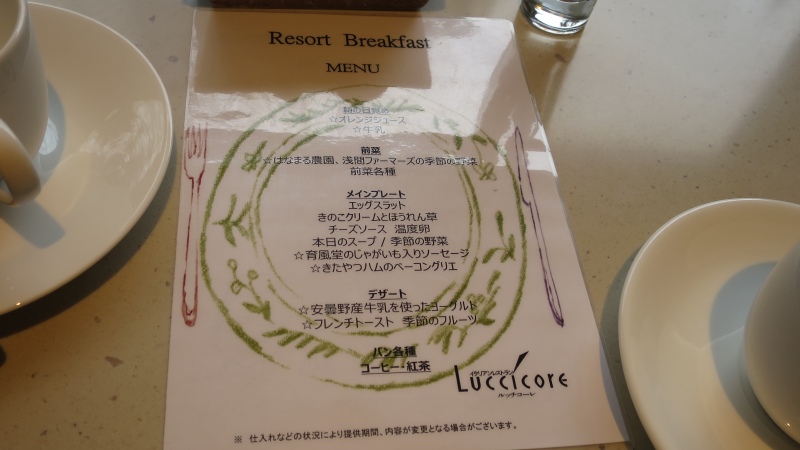 Resort Breakfast
MENU
朝の目覚め
☆オレンジジュース
☆牛乳
前菜
☆はなまる農園、浅間ファーマーズの季節の野菜
前菜各種
メインプレート
エッグスラット
きのこクリームとほうれん草
チーズソース 温度卵
本日のスープ / 季節の野菜
☆育風堂のじゃがいも入りソーセージ
☆きたやつハムのベーコングリエ
デザート
☆安曇野産牛乳を使ったヨーグルト
☆フレンチトースト 季節のフルーツ
パン各種
コーヒー・紅茶
イタリアンレストラン
Luccicore
ルッチコーレ
※ 仕入れなどの状況により提供期間、内容が変更となる場合がございます。